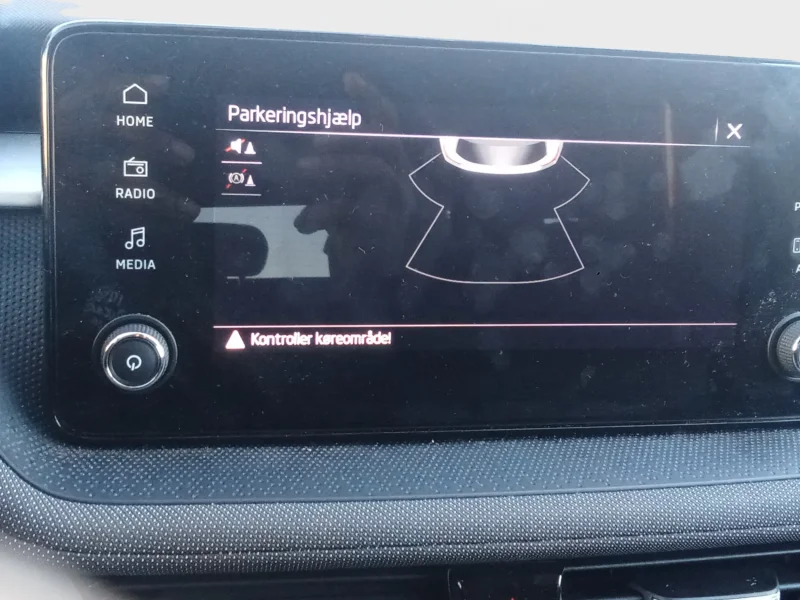 HOME
RADIO
MEDIA
Parkeringshjælp
Kontroller køreområde!
P
A